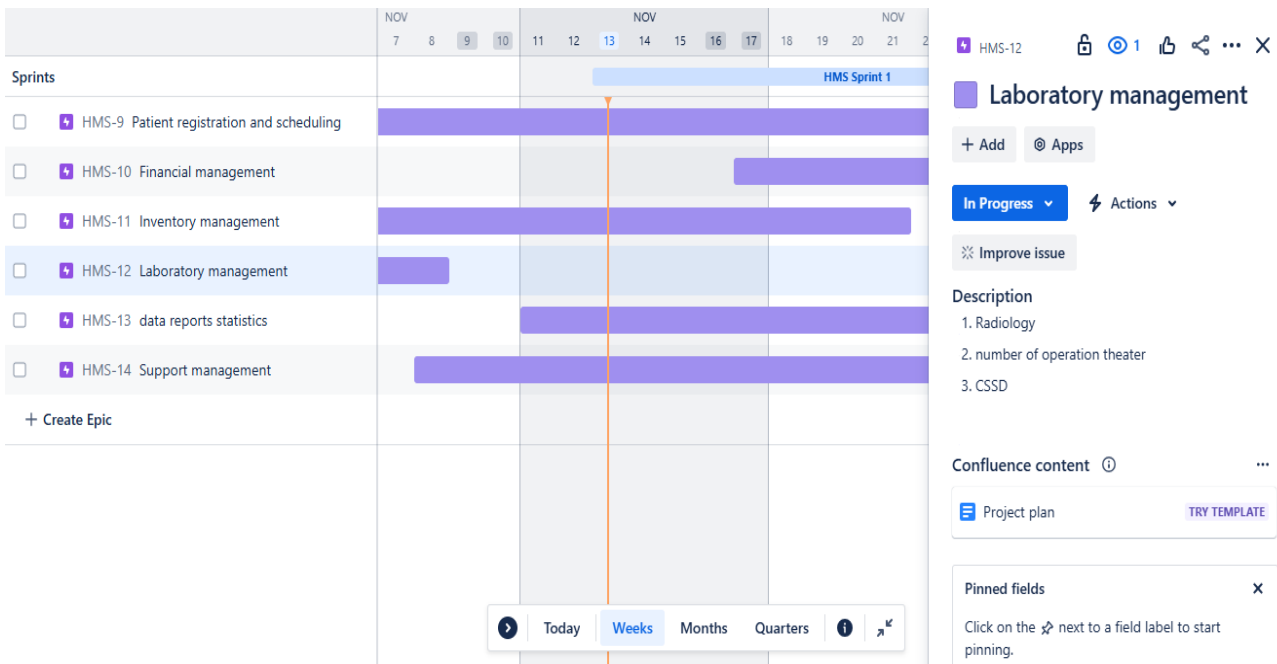 NOV NOV NOV
7 8 9 10 11 12 13 14 15 16 17 18 19 20 21
Sprints
HMS Sprint 1
HMS-9 Patient registration and scheduling
HMS-10 Financial management
HMS-11 Inventory management
HMS-12 Laboratory management
HMS-13 data reports statistics
HMS-14 Support management
+ Create Epic
Today Weeks Months Quarters
HMS-12
1
Laboratory management
+ Add Apps
In Progress Actions
Improve issue
Description
1. Radiology
2. number of operation theater
3. CSSD
Confluence content
Project plan TRY TEMPLATE
Pinned fields
Click on the next to a field label to start
pinning.